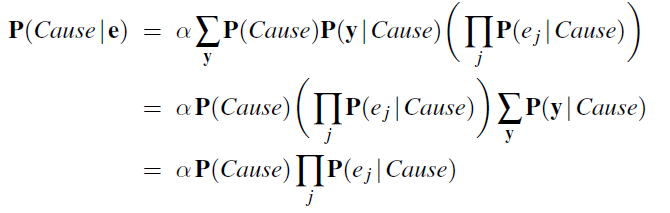 P(Cause|e) = α ∑_y P(Cause)P(y|Cause) ( ∏_j P(e_j|Cause) )
= α P(Cause) ( ∏_j P(e_j|Cause) ) ∑_y P(y|Cause)
= α P(Cause) ∏_j P(e_j|Cause)